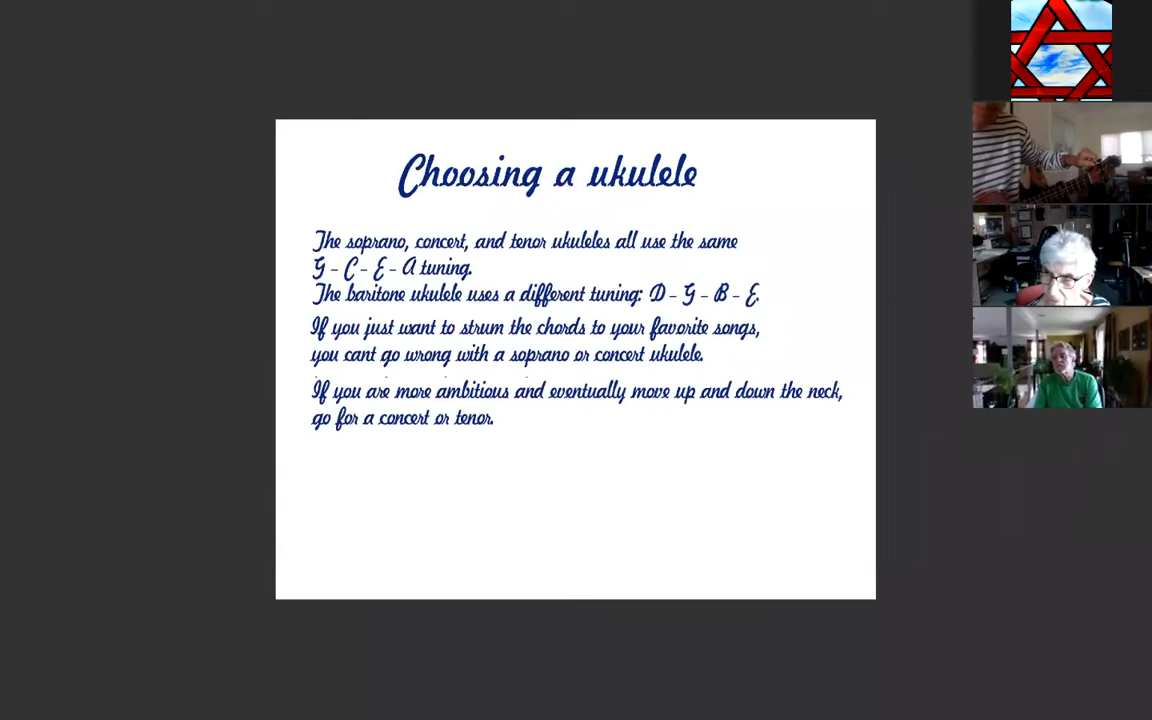 Choosing a ukulele
The soprano, concert, and tenor ukuleles all use the same
G - C - E - A tuning.
The baritone ukulele uses a different tuning: D - G - B - E.
If you just want to strum the chords to your favorite songs,
you cant go wrong with a soprano or concert ukulele.
If you are more ambitious and eventually move up and down the neck,
go for a concert or tenor.